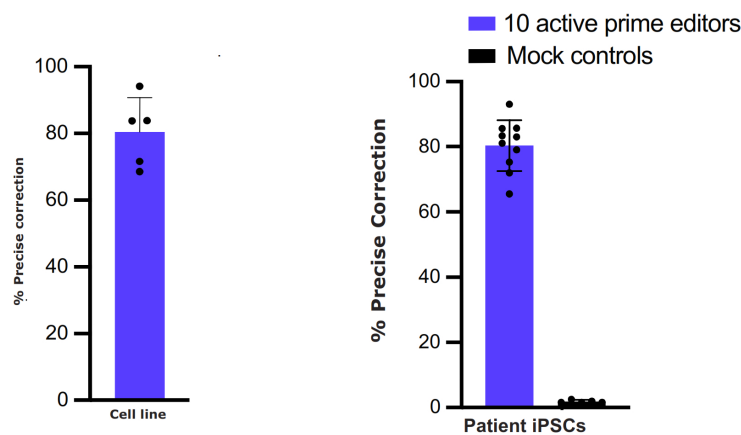 10 active prime editors
Mock controls
% Precise correction
100
80
60
40
20
0
Cell line
% Precise Correction
100
80
60
40
20
0
Patient iPSCs